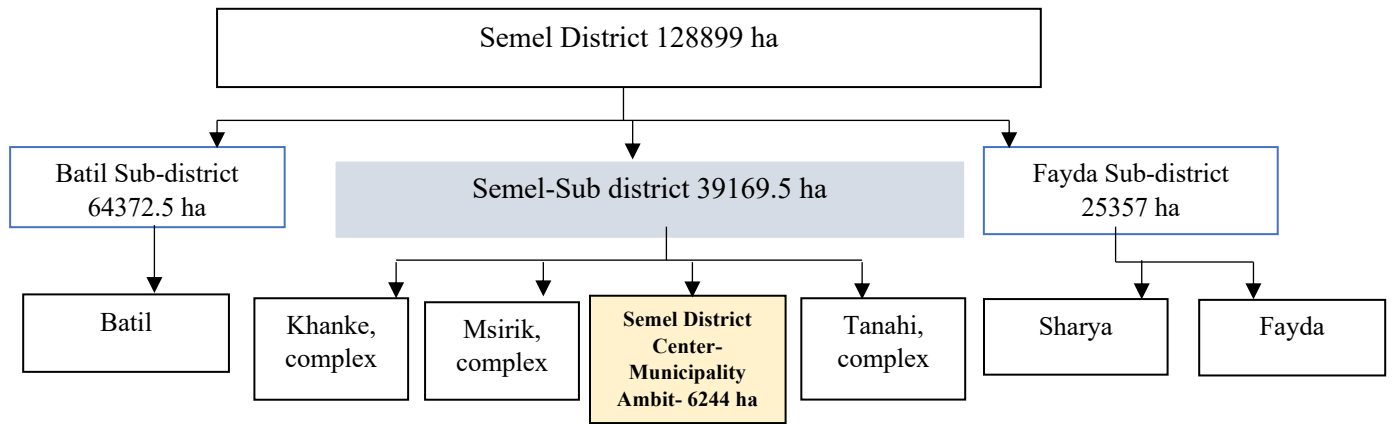 Semel District 128899 ha
Batil Sub-district
64372.5 ha
Semel-Sub district 39169.5 ha
Fayda Sub-district
25357 ha
Batil
Khanke,
complex
Msirik,
complex
Semel District
Center-
Municipality
Ambit- 6244 ha
Tanahi,
complex
Sharya
Fayda